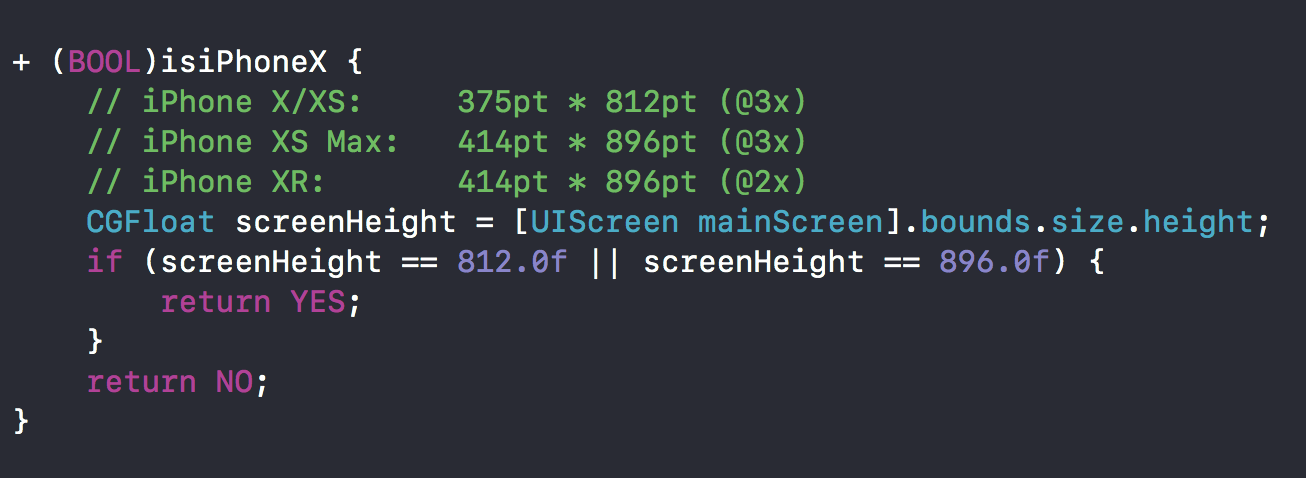 + (BOOL)isiPhoneX {
    // iPhone X/XS:     375pt * 812pt (@3x)
    // iPhone XS Max:   414pt * 896pt (@3x)
    // iPhone XR:       414pt * 896pt (@2x)
    CGFloat screenHeight = [UIScreen mainScreen].bounds.size.height;
    if (screenHeight == 812.0f || screenHeight == 896.0f) {
        return YES;
    }
    return NO;
}